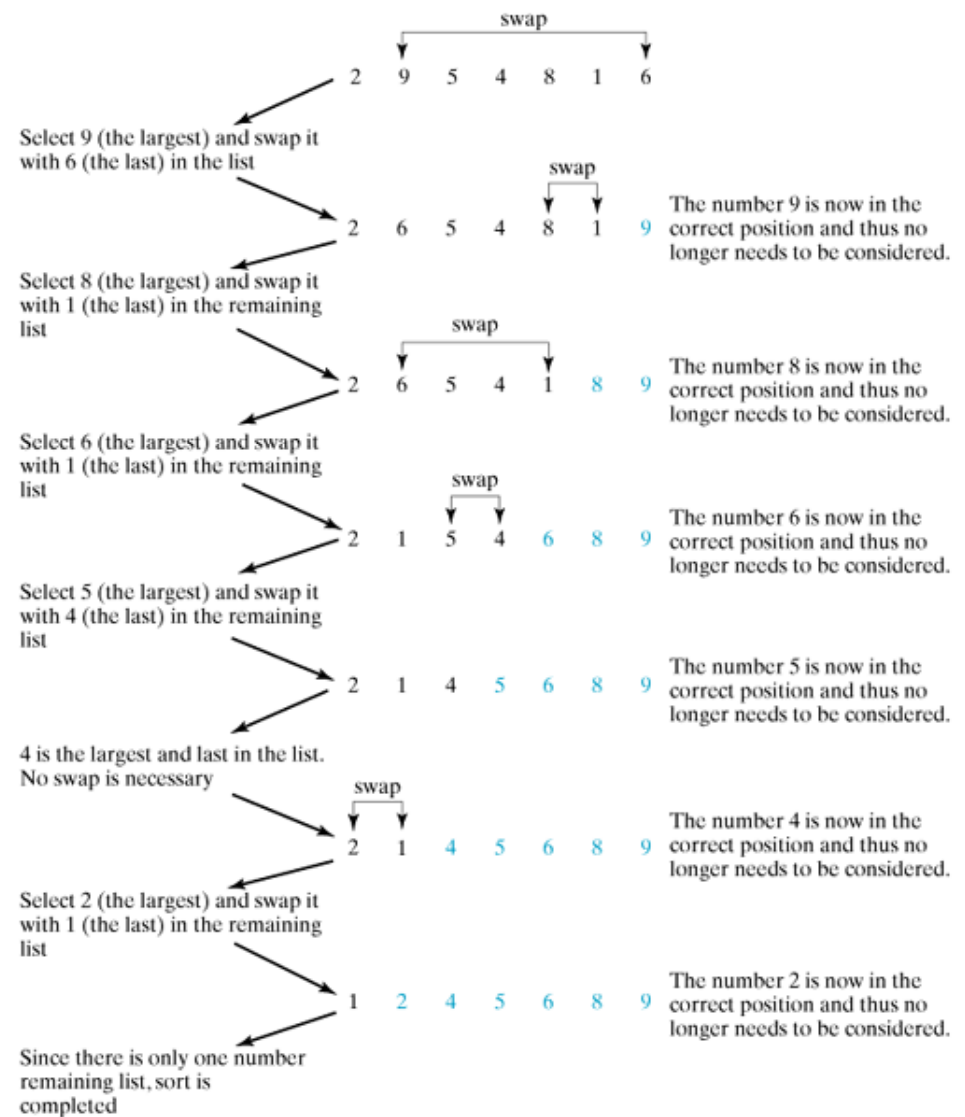 swap
2 9 5 4 8 1 6
Select 9 (the largest) and swap it
with 6 (the last) in the list
swap
2 6 5 4 8 1 9
The number 9 is now in the
correct position and thus no
longer needs to be considered.
Select 8 (the largest) and swap it
with 1 (the last) in the remaining
list
swap
2 6 5 4 1 8 9
The number 8 is now in the
correct position and thus no
longer needs to be considered.
Select 6 (the largest) and swap it
with 1 (the last) in the remaining
list
swap
2 1 5 4 6 8 9
The number 6 is now in the
correct position and thus no
longer needs to be considered.
Select 5 (the largest) and swap it
with 4 (the last) in the remaining
list
2 1 4 5 6 8 9
The number 5 is now in the
correct position and thus no
longer needs to be considered.
4 is the largest and last in the list.
No swap is necessary
swap
2 1 4 5 6 8 9
The number 4 is now in the
correct position and thus no
longer needs to be considered.
Select 2 (the largest) and swap it
with 1 (the last) in the remaining
list
1 2 4 5 6 8 9
The number 2 is now in the
correct position and thus no
longer needs to be considered.
Since there is only one number
remaining list, sort is
completed